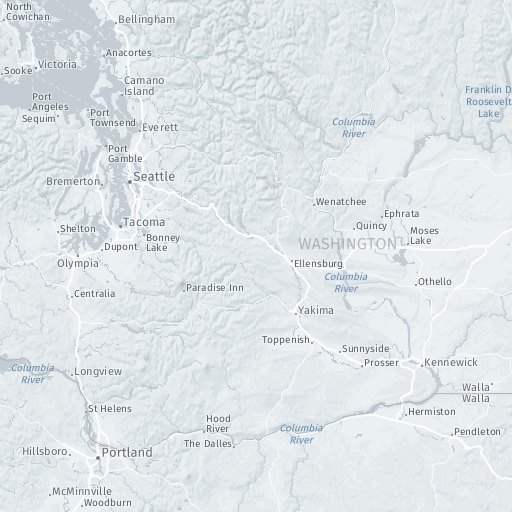 North
Cowichan
Bellingham
Anacortes
Sooke
Victoria
Camano
Island
Port
Angeles
Sequim
Port
Townsend
Franklin D
Roosevelt
Lake
Columbia
River
Everett
Port
Gamble
Bremerton
Seattle
Wenatchee
Ephrata
Quincy
Moses
Lake
Shelton
Tacoma
Dupont
Bonney
Lake
WASHINGTON
Olympia
Ellensburg
Columbia
River
Othello
Centralia
Paradise Inn
Yakima
Toppenish
Sunnyside
Prosser
Kennewick
Columbia
River
Longview
Walla
Walla
St Helens
Hermiston
Hood
River
The Dalles
Columbia
River
Pendleton
Hillsboro
Portland
McMinnville
Woodburn